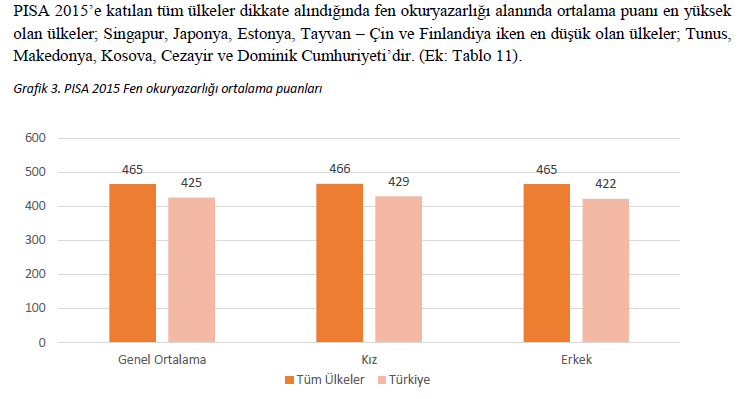 PISA 2015’e katılan tüm ülkeler dikkate alındığında fen okuryazarlığı alanında ortalama puanı en yüksek
olan ülkeler; Singapur, Japonya, Estonya, Tayvan – Çin ve Finlandiya iken en düşük olan ülkeler; Tunus,
Makedonya, Kosova, Cezayir ve Dominik Cumhuriyeti’dir. (Ek: Tablo 11).
Grafik 3. PISA 2015 Fen okuryazarlığı ortalama puanları
600
500
400
300
200
100
0
465
425
466
429
465
422
Genel Ortalama
Kız
Erkek
Tüm Ülkeler
Türkiye